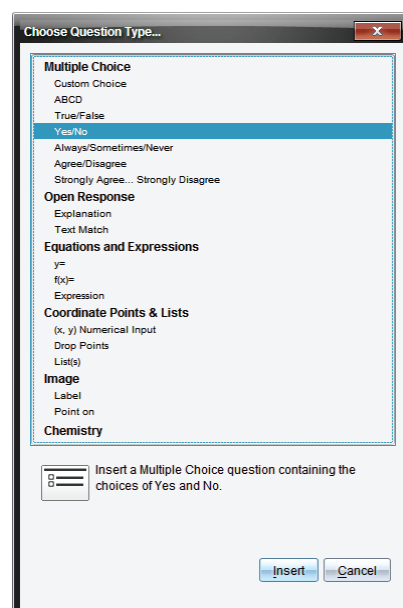 Choose Question Type...
x
Multiple Choice
Custom Choice
ABCD
True/False
Yes/No
Always/Sometimes/Never
Agree/Disagree
Strongly Agree... Strongly Disagree
Open Response
Explanation
Text Match
Equations and Expressions
y=
f(x)=
Expression
Coordinate Points & Lists
(x, y) Numerical Input
Drop Points
List(s)
Image
Label
Point on
Chemistry
Insert a Multiple Choice question containing the
choices of Yes and No.
Insert Cancel